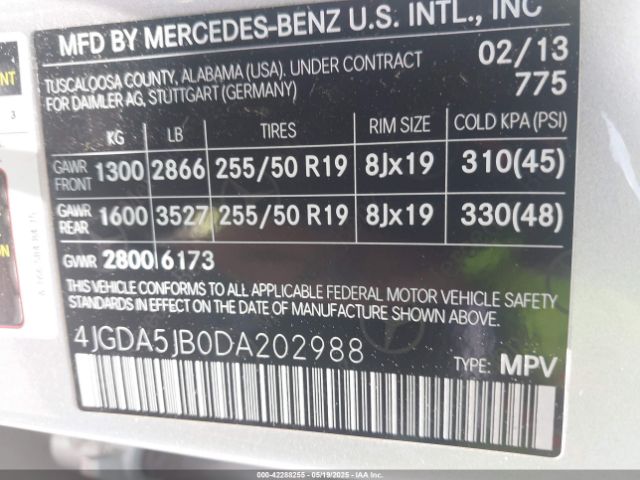 MFD BY MERCEDES-BENZ U.S. INTL., INC
TUSCALOOSA COUNTY, ALABAMA (USA). UNDER CONTRACT
FOR DAIMLER AG, STUTTGART (GERMANY)
02/13
775
KG LB TIRES RIM SIZE COLD KPA (PSI)
GAWR FRONT 1300 2866 255/50 R19 8Jx19 310(45)
GAWR REAR 1600 3527 255/50 R19 8Jx19 330(48)
GVWR 2800 6173
THIS VEHICLE CONFORMS TO ALL APPLICABLE FEDERAL MOTOR VEHICLE SAFETY
STANDARDS IN EFFECT ON THE DATE OF MANUFACTURE SHOWN ABOVE.
4JGDA5JB0DA202988
TYPE: MPV
3
000-42288255 - 05/19/2025 - © IAA Holdings, LLC